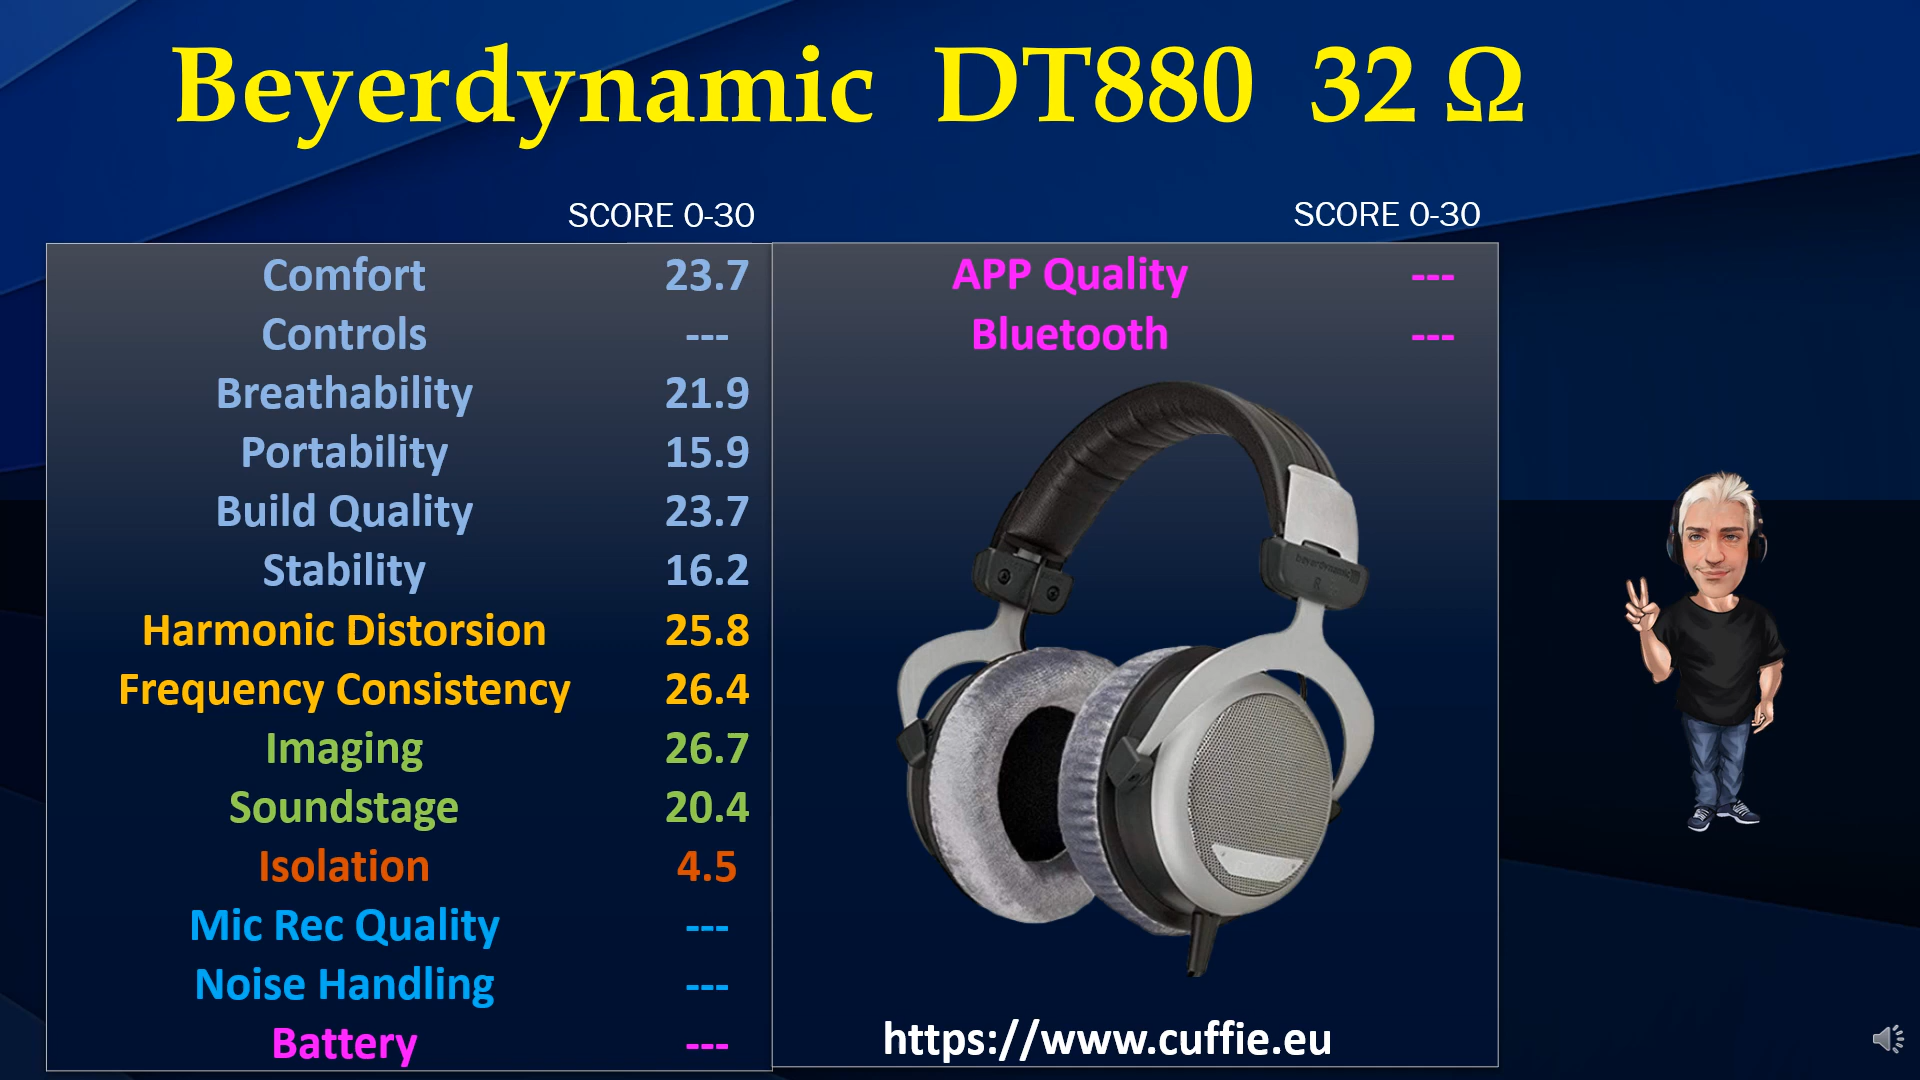 Beyerdynamic DT880 32 Ω
SCORE 0-30
SCORE 0-30
Comfort 23.7
Controls ---
Breathability 21.9
Portability 15.9
Build Quality 23.7
Stability 16.2
Harmonic Distorsion 25.8
Frequency Consistency 26.4
Imaging 26.7
Soundstage 20.4
Isolation 4.5
Mic Rec Quality ---
Noise Handling ---
Battery ---
APP Quality ---
Bluetooth ---
beyerdynamic
R
https://www.cuffie.eu